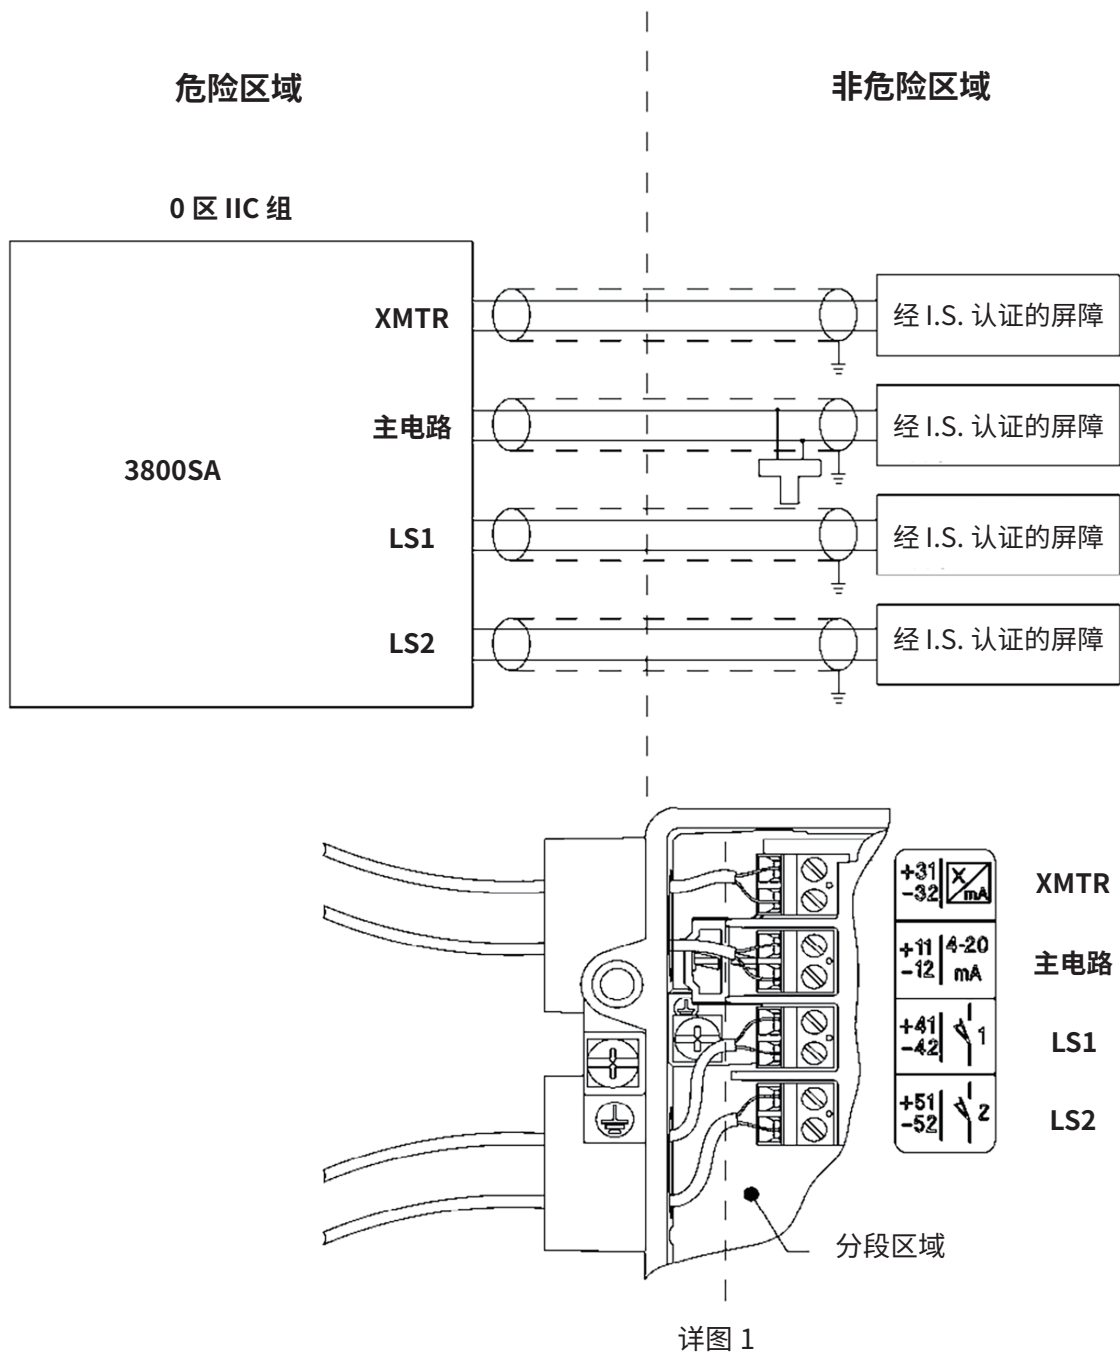 危险区域
非危险区域
0 区 IIC 组
XMTR
经 I.S. 认证的屏障
主电路
经 I.S. 认证的屏障
3800SA
LS1
经 I.S. 认证的屏障
LS2
经 I.S. 认证的屏障
+31
-32
X
mA
XMTR
+11
-12
4-20
mA
主电路
+41
-42
1
LS1
+51
-52
2
LS2
分段区域
详图 1